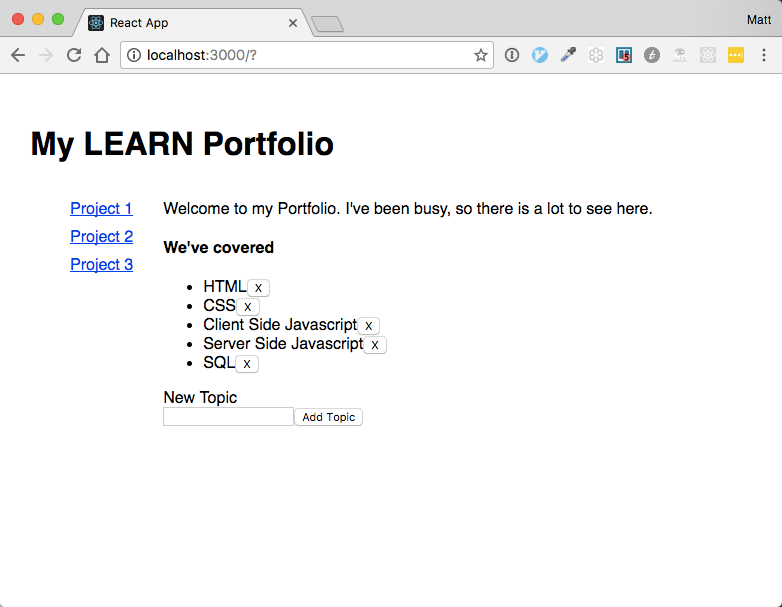 React App
Matt
localhost:3000/?
My LEARN Portfolio
Project 1
Project 2
Project 3
Welcome to my Portfolio. I've been busy, so there is a lot to see here.
We've covered
HTML x
CSS x
Client Side Javascript x
Server Side Javascript x
SQL x
New Topic
Add Topic